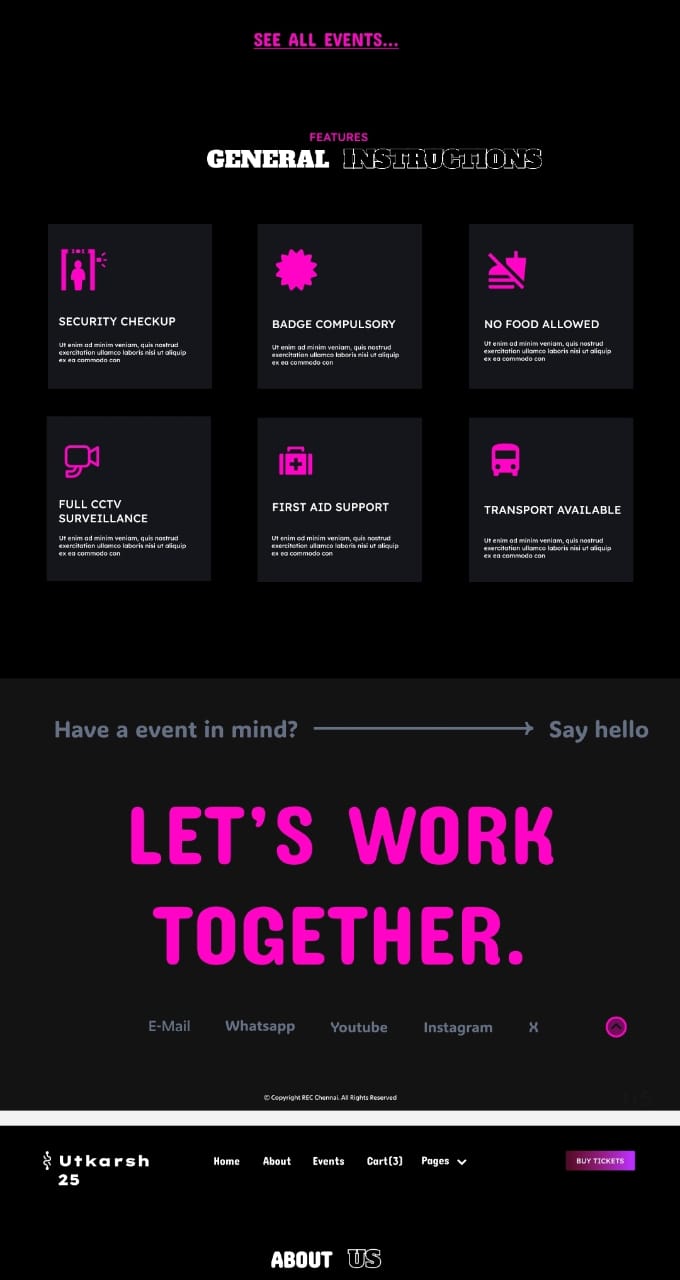 SEE ALL EVENTS...
FEATURES
GENERAL INSTRUCTIONS
SECURITY CHECKUP
Ut enim ad minim veniam, quis nostrud
exercitation ullamco laboris nisi ut aliquip
ex ea commodo con
BADGE COMPULSORY
Ut enim ad minim veniam, quis nostrud
exercitation ullamco laboris nisi ut aliquip
ex ea commodo con
NO FOOD ALLOWED
Ut enim ad minim veniam, quis nostrud
exercitation ullamco laboris nisi ut aliquip
ex ea commodo con
FULL CCTV
SURVEILLANCE
Ut enim ad minim veniam, quis nostrud
exercitation ullamco laboris nisi ut aliquip
ex ea commodo con
FIRST AID SUPPORT
Ut enim ad minim veniam, quis nostrud
exercitation ullamco laboris nisi ut aliquip
ex ea commodo con
TRANSPORT AVAILABLE
Ut enim ad minim veniam, quis nostrud
exercitation ullamco laboris nisi ut aliquip
ex ea commodo con
Have a event in mind? Say hello
LET'S WORK
TOGETHER.
E-Mail Whatsapp Youtube Instagram X
© Copyright REC Chennai. All Rights Reserved
Utkarsh
25
Home About Events Cart(3) Pages
BUY TICKETS
ABOUT US